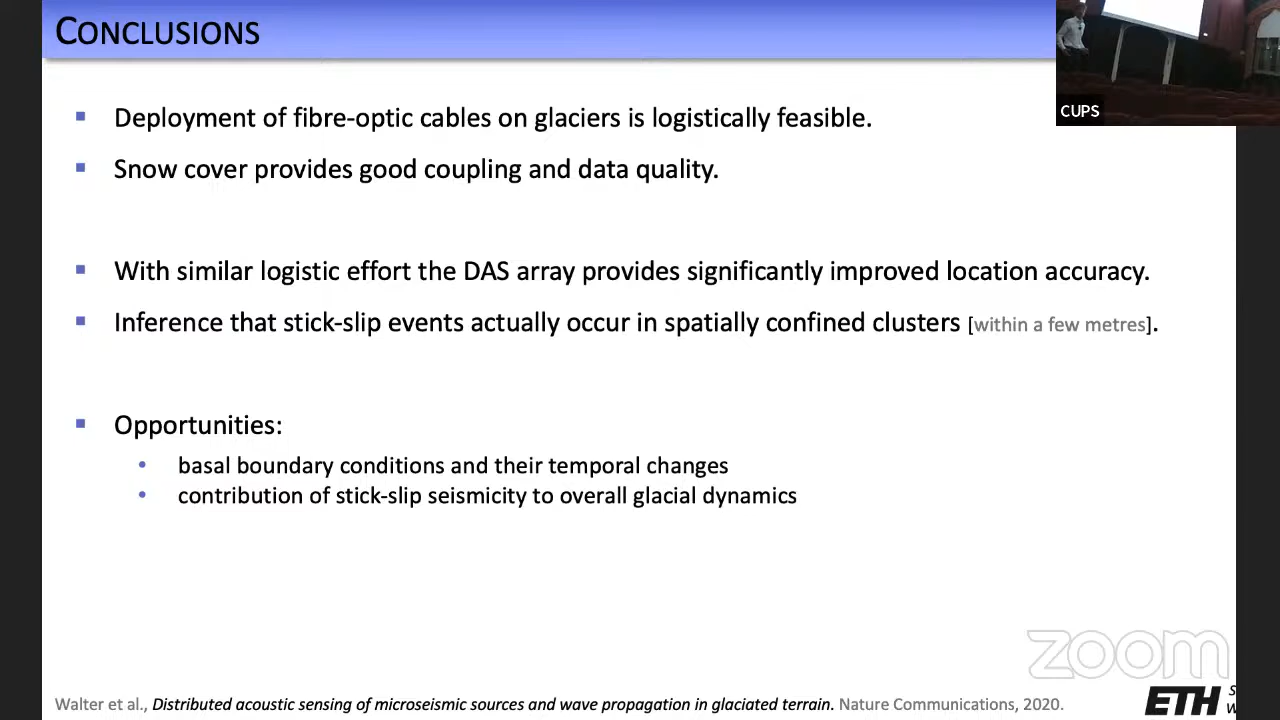 CONCLUSIONS
CUPS
Deployment of fibre-optic cables on glaciers is logistically feasible.
Snow cover provides good coupling and data quality.
With similar logistic effort the DAS array provides significantly improved location accuracy.
Inference that stick-slip events actually occur in spatially confined clusters [within a few metres].
Opportunities:
basal boundary conditions and their temporal changes
contribution of stick-slip seismicity to overall glacial dynamics
zoom
Walter et al., Distributed acoustic sensing of microseismic sources and wave propagation in glaciated terrain. Nature Communications, 2020.
ETH